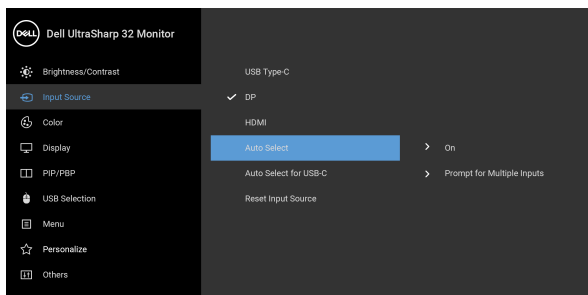 DELL Dell UltraSharp 32 Monitor
Brightness/Contrast USB Type-C
Input Source DP
Color HDMI
Display Auto Select On
PIP/PBP Auto Select for USB-C Prompt for Multiple Inputs
USB Selection Reset Input Source
Menu
Personalize
Others